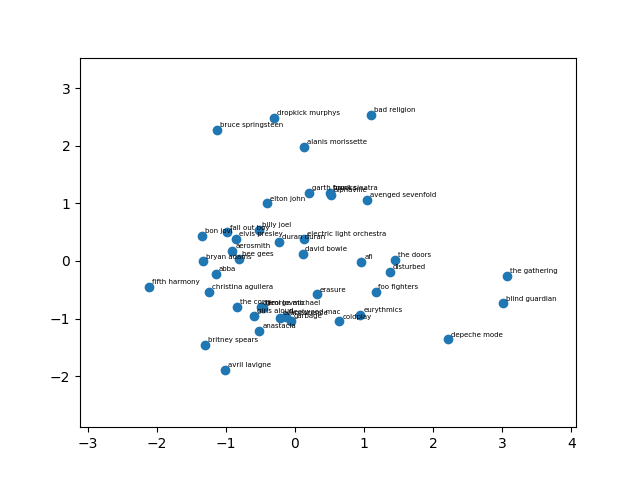 bad religion
dropkick murphys
bruce springsteen
alanis morissette
garth brooks
frank sinatra
avenged sevenfold
elton john
billy joel
fall out boy
bon jovi
elvis presley
duran duran
electric light orchestra
aerosmith
david bowie
bee gees
bryan adams
afi
the doors
disturbed
abba
the gathering
fifth harmony
christina aguilera
erasure
foo fighters
blind guardian
george michael
girls aloud
fleetwood mac
garbage
eurythmics
coldplay
anastacia
depeche mode
britney spears
avril lavigne
3
2
1
0
−1
−2
−3 −2 −1 0 1 2 3 4